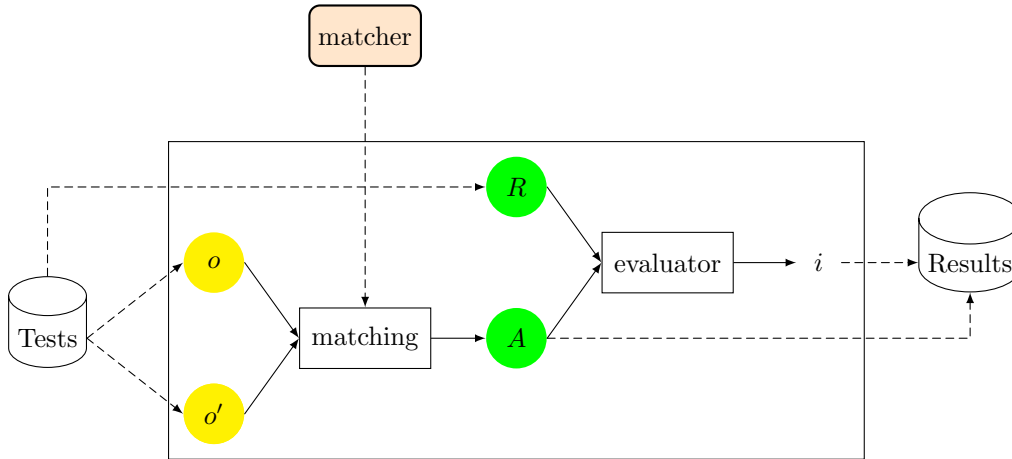 matcher
R
o
evaluator
i
Results
Tests
matching
A
o′